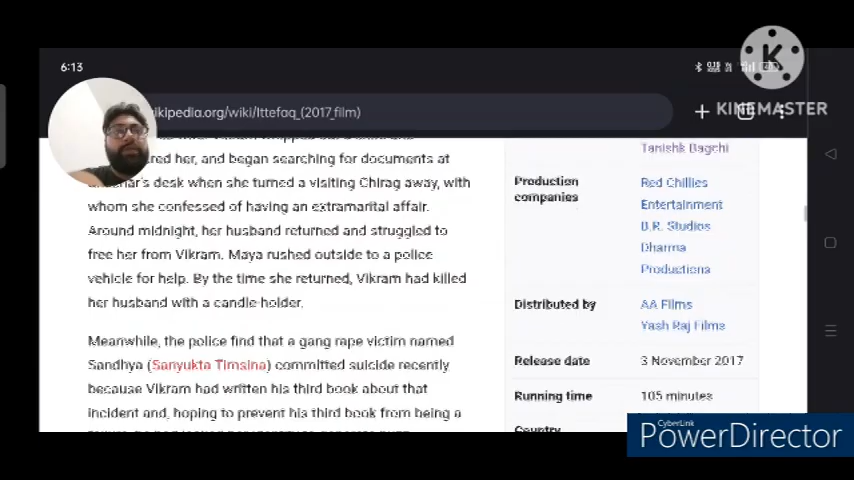 6:13
ikipedia.org/wiki/Ittefaq_(2017_film)
KINEMASTER
K
ered her, and began searching for documents at
desk when she turned a visiting Chirag away, with
whom she confessed of having an extramarital affair.
Around midnight, her husband returned and struggled to
free her from Vikram. Maya rushed outside to a police
vehicle for help. By the time she returned, Vikram had killed
her husband with a candle-holder.
Meanwhile, the police find that a gang rape victim named
Sandhya (Sanyukta Timsina) committed suicide recently
because Vikram had written his third book about that
incident and, hoping to prevent his third book from being a
Tanishk Bagchi
Production
companies
Red Chillies
Entertainment
B.R. Studios
Dharma
Productions
Distributed by
AA Films
Yash Raj Films
Release date
3 November 2017
Running time
105 minutes
Country
CyberLink
PowerDirector